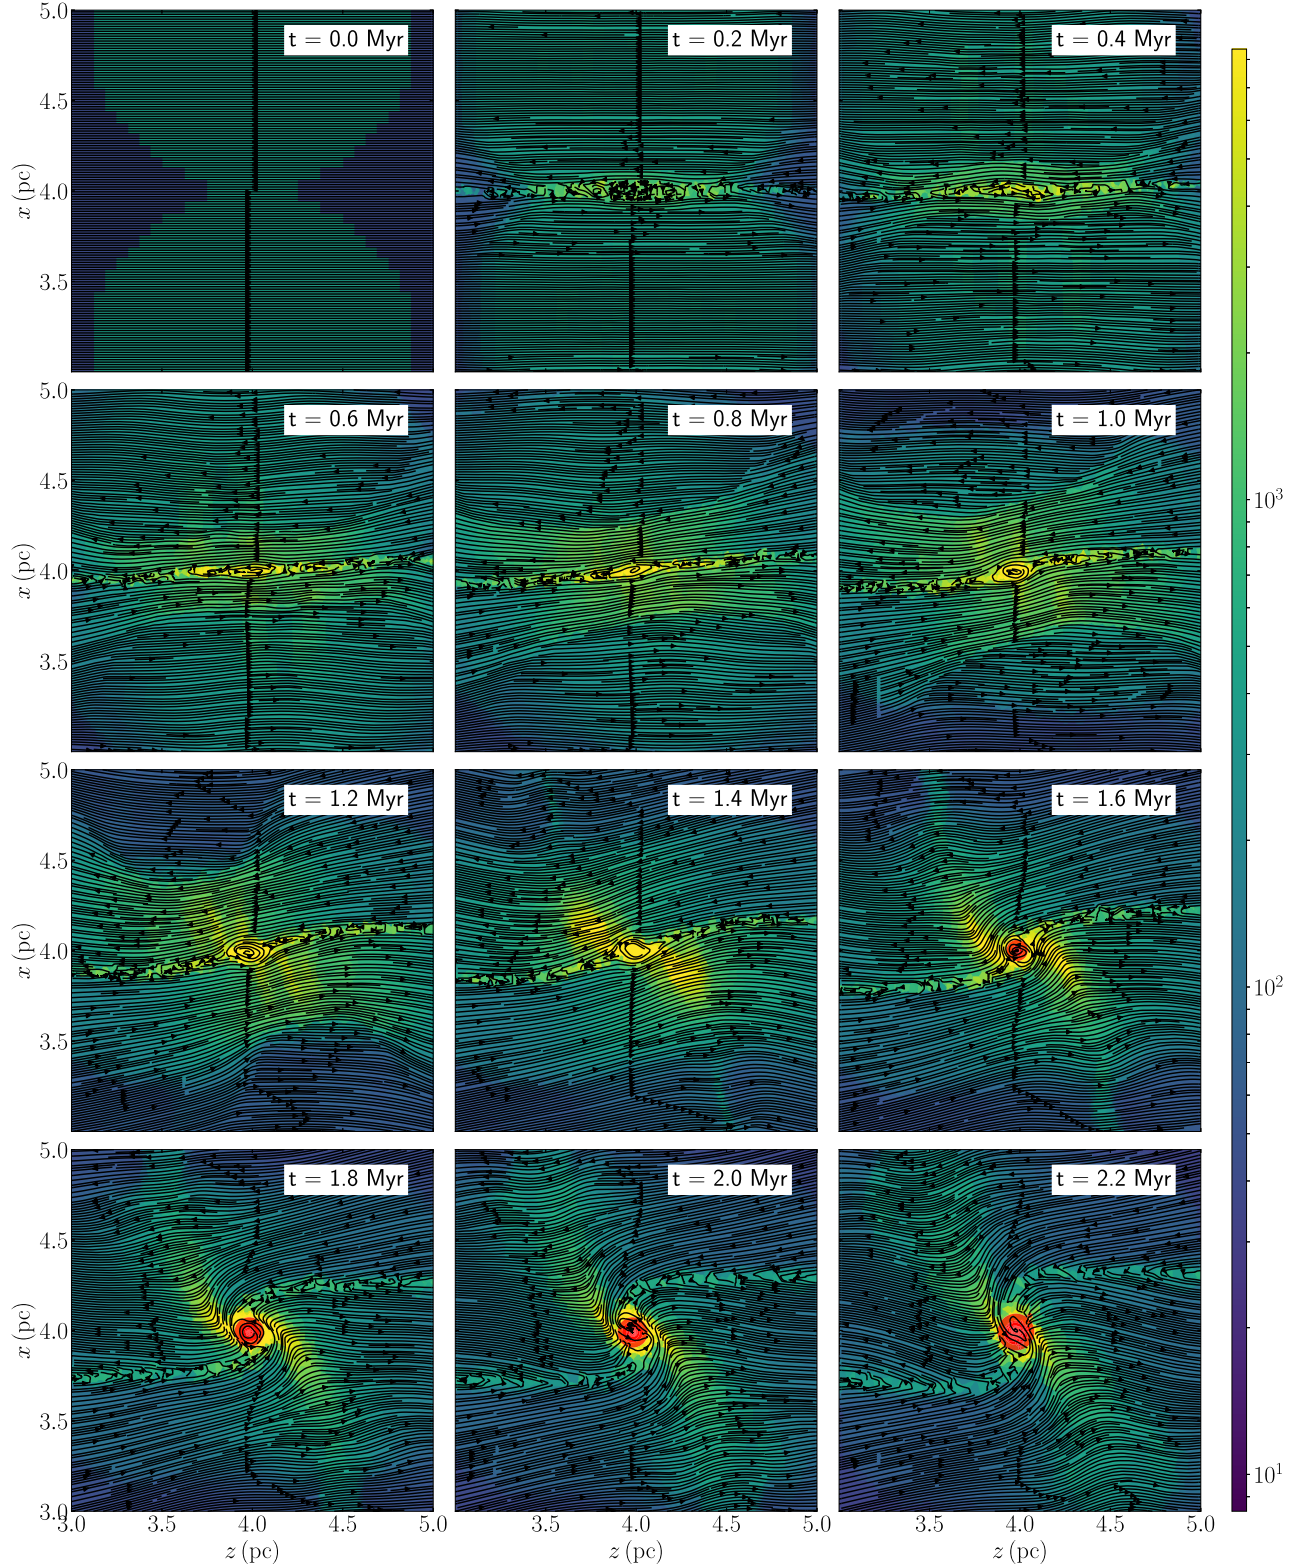 5.0
4.5
4.0
3.5
x (pc)
t = 0.0 Myr
t = 0.2 Myr
t = 0.4 Myr
5.0
4.5
4.0
3.5
x (pc)
t = 0.6 Myr
t = 0.8 Myr
t = 1.0 Myr
5.0
4.5
4.0
3.5
x (pc)
t = 1.2 Myr
t = 1.4 Myr
t = 1.6 Myr
5.0
4.5
4.0
3.5
3.0
x (pc)
t = 1.8 Myr
t = 2.0 Myr
t = 2.2 Myr
3.0 3.5 4.0 4.5 5.0
3.5 4.0 4.5
3.5 4.0 4.5 5.0
z (pc)
z (pc)
z (pc)
10³
10²
10¹